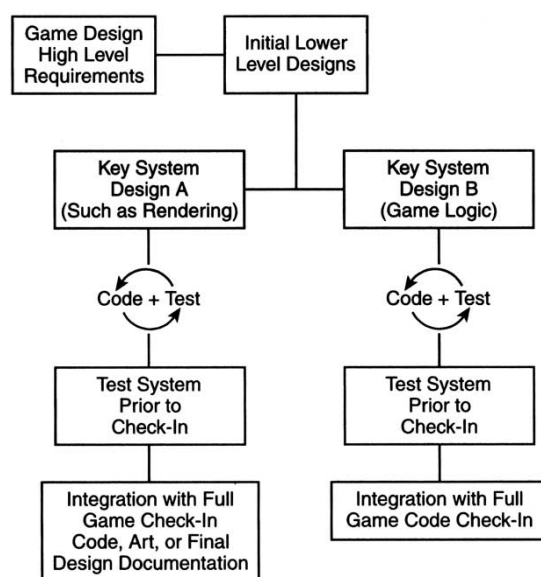 Game Design
High Level
Requirements
Initial Lower
Level Designs
Key System
Design A
(Such as Rendering)
Key System
Design B
(Game Logic)
Code + Test
Code + Test
Test System
Prior to
Check-In
Test System
Prior to
Check-In
Integration with Full
Game Check-In
Code, Art, or Final
Design Documentation
Integration with Full
Game Code Check-In